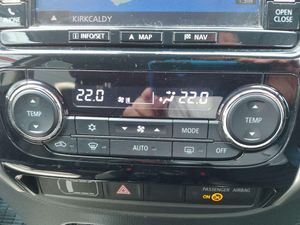 PHONE
KIRKCALDY
OPEN
CLOSE
INFO/SET
MAP
NAV
22.0
22.0
TEMP
TEMP
MODE
AUTO
OFF
PASSENGER AIRBAG
ON